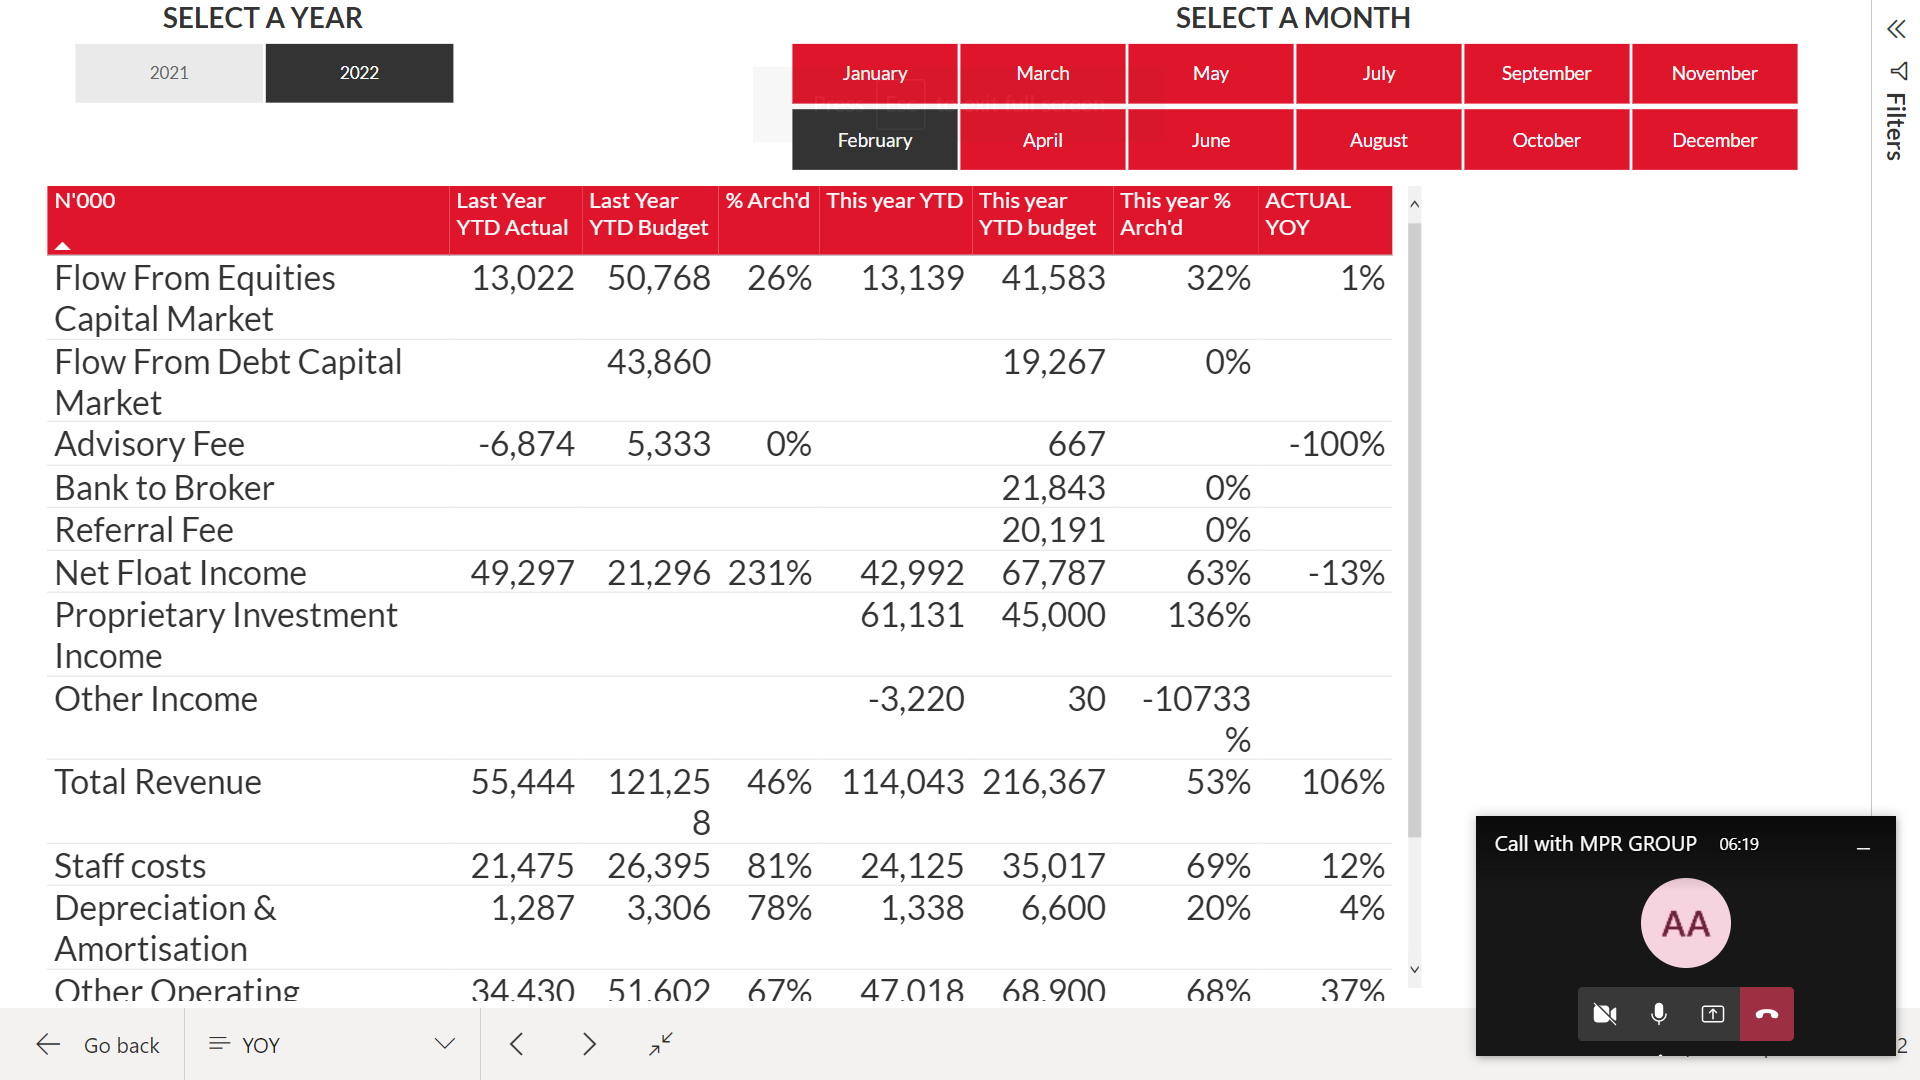 SELECT A YEAR
SELECT A MONTH
2021
2022
January
March
May
July
September
November
Press Esc to exit full screen
February
April
June
August
October
December
Filters
N'000
Last Year YTD Actual
Last Year YTD Budget
% Arch'd
This year YTD
This year YTD budget
This year % Arch'd
ACTUAL YOY
Flow From Equities 13,022 50,768 26% 13,139 41,583 32% 1%
Capital Market
Flow From Debt Capital 43,860 19,267 0%
Market
Advisory Fee -6,874 5,333 0% 667 -100%
Bank to Broker 21,843 0%
Referral Fee 20,191 0%
Net Float Income 49,297 21,296 231% 42,992 67,787 63% -13%
Proprietary Investment 61,131 45,000 136%
Income
Other Income -3,220 30 -10733
%
Total Revenue 55,444 121,25 46% 114,043 216,367 53% 106%
8
Staff costs 21,475 26,395 81% 24,125 35,017 69% 12%
Depreciation & 1,287 3,306 78% 1,338 6,600 20% 4%
Amortisation
Other Operating 34,430 51,602 67% 47,018 68,900 68% 37%
Call with MPR GROUP 06:19
AA
Go back
YOY
2